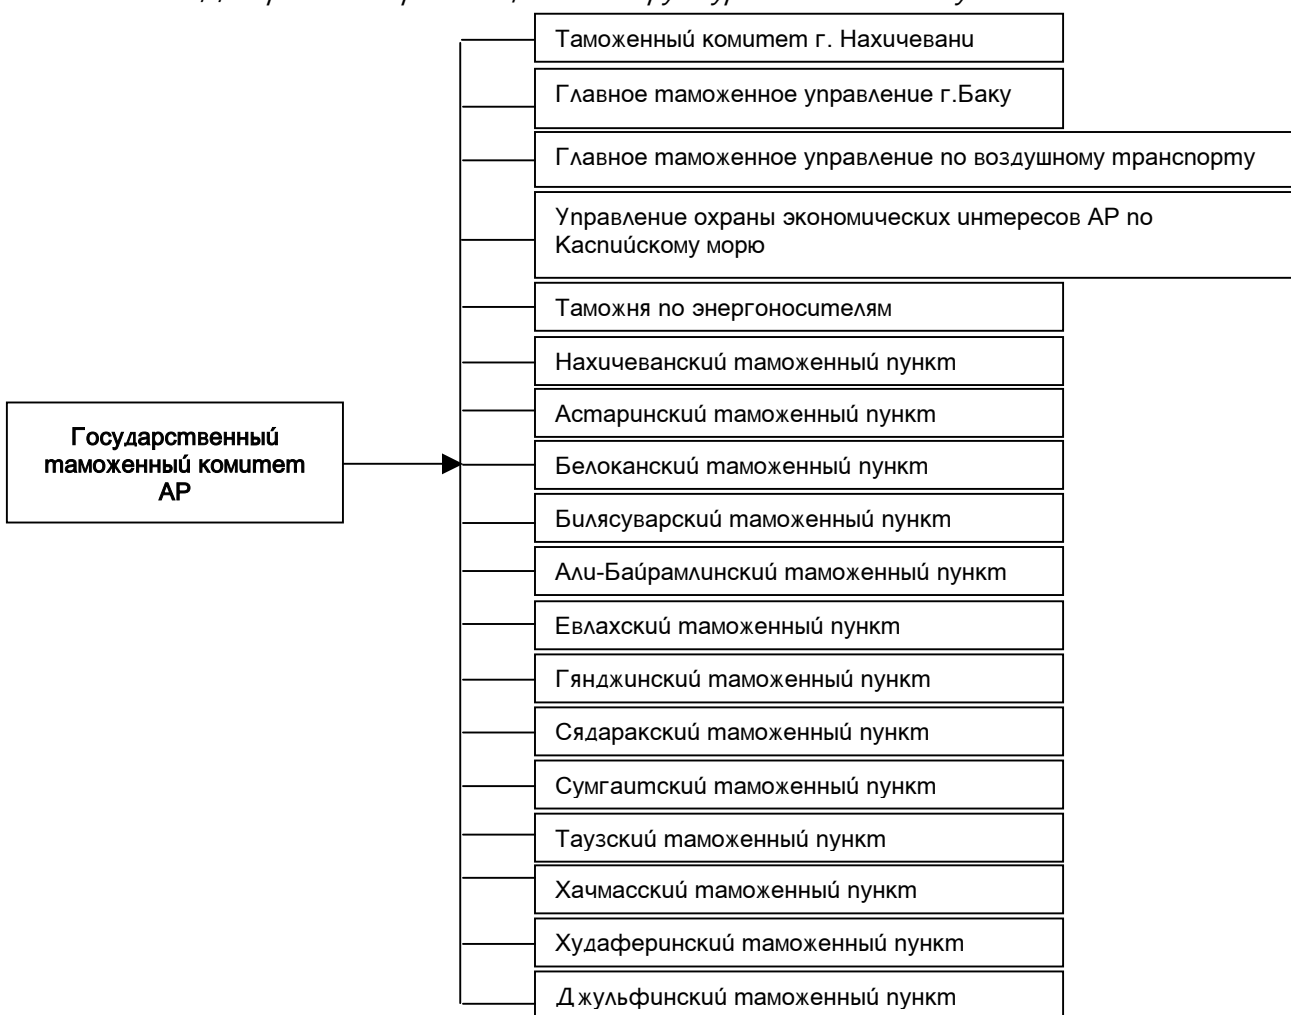 Таможенный комитет г. Нахичевани
Главное таможенное управление г.Баку
Главное таможенное управление по воздушному транспорту
Управление охраны экономических интересов АР по
Каспийскому морю
Таможня по энергоносителям
Нахичеванский таможенный пункт
Астаринский таможенный пункт
Государственный
таможенный комитет
АР
Белоканский таможенный пункт
Билясуварский таможенный пункт
Али-Байрамлинский таможенный пункт
Евлахский таможенный пункт
Гянджинский таможенный пункт
Сядаракский таможенный пункт
Сумгаитский таможенный пункт
Таузский таможенный пункт
Хачмасский таможенный пункт
Худаферинский таможенный пункт
Джульфинский таможенный пункт